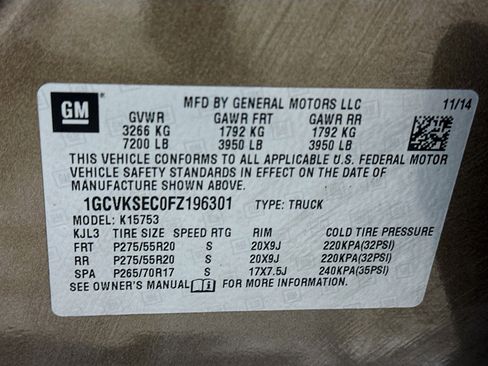 GM
MFD BY GENERAL MOTORS LLC 11/14
GVWR GAWR FRT GAWR RR
3266 KG 1792 KG 1792 KG
7200 LB 3950 LB 3950 LB
THIS VEHICLE CONFORMS TO ALL APPLICABLE U.S. FEDERAL MOTOR
VEHICLE SAFETY STANDARDS IN EFFECT ON THE DATE OF
MANUFACTURE SHOWN ABOVE.
1GCVKSEC0FZ196301 TYPE: TRUCK
MODEL: K15753
KJL3 TIRE SIZE SPEED RTG RIM COLD TIRE PRESSURE
FRT P275/55R20 S 20X9J 220KPA(32PSI)
RR P275/55R20 S 20X9J 220KPA(32PSI)
SPA P265/70R17 S 17X7.5J 240KPA(35PSI)
SEE OWNER'S MANUAL FOR MORE INFORMATION